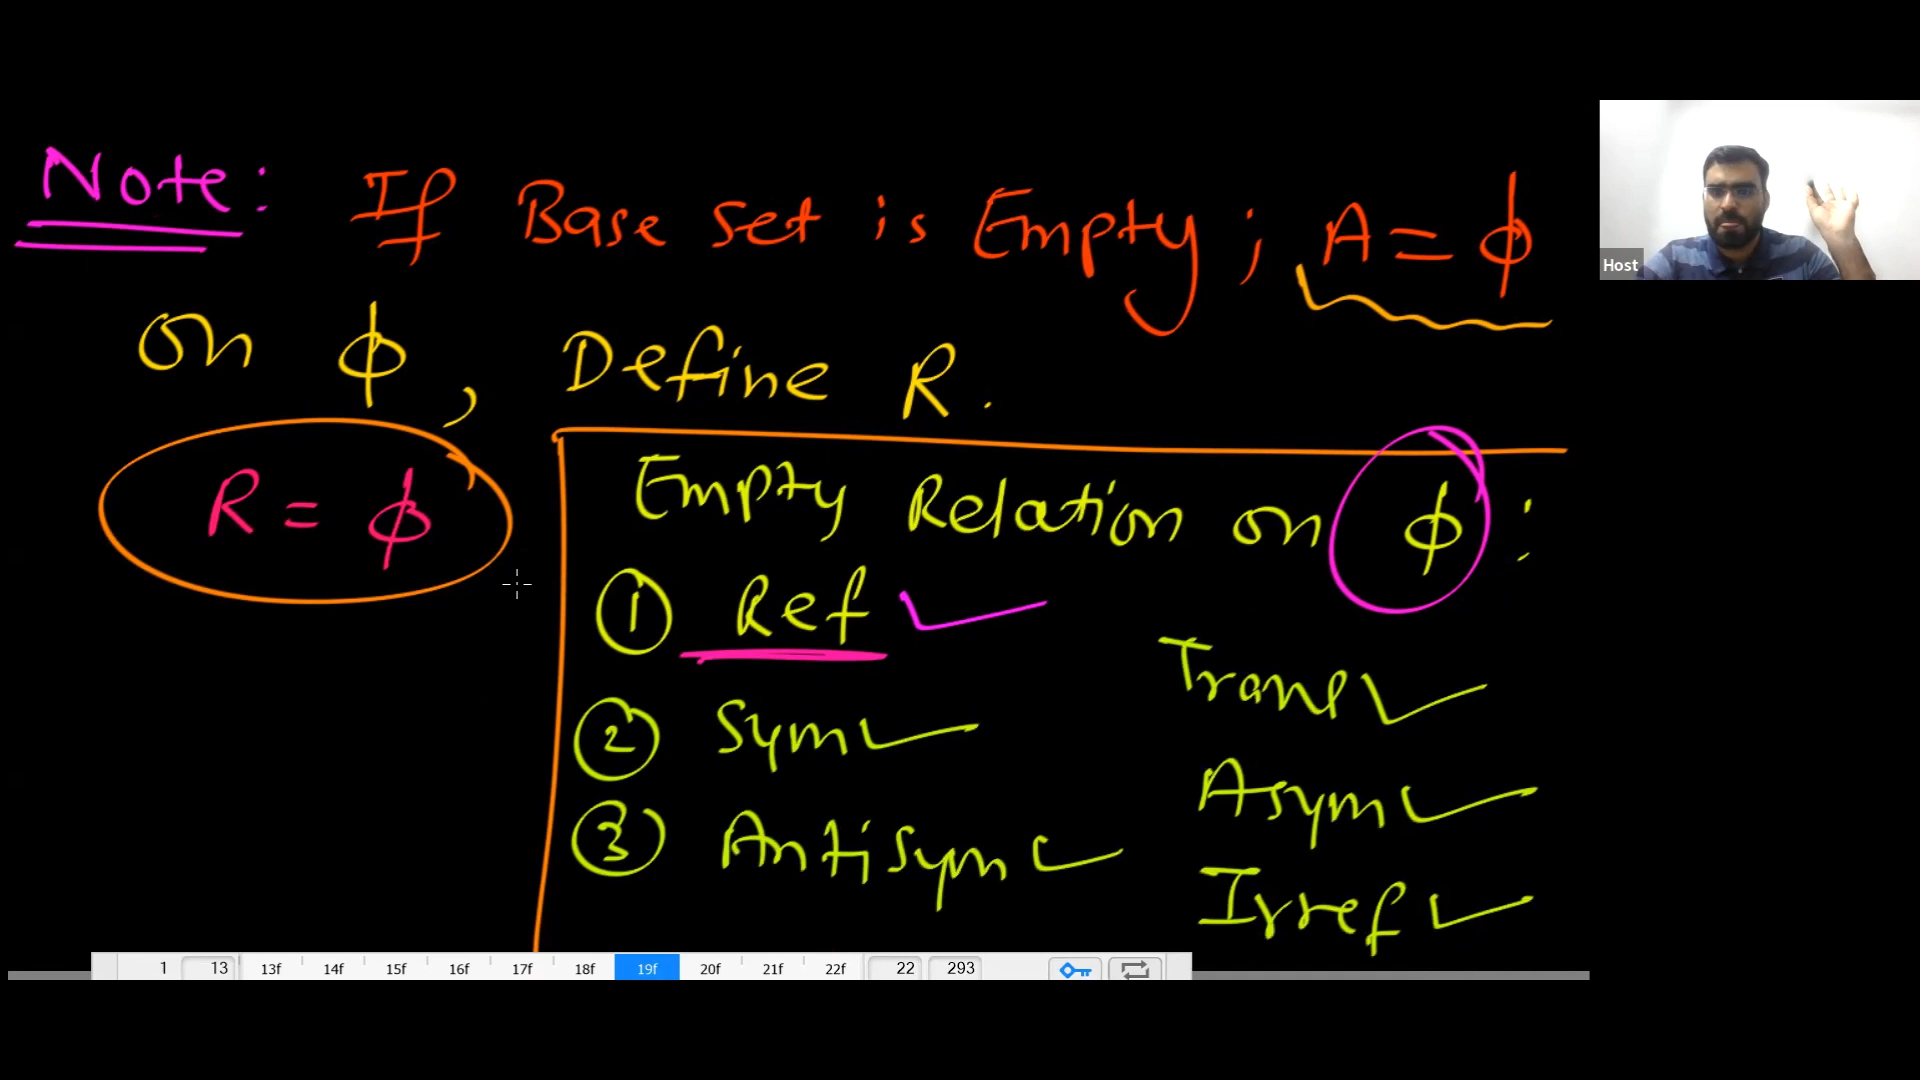 Note: If Base set is Empty; A = ϕ
Host
on ϕ, Define R.
R = ϕ
Empty Relation on ϕ :
① Ref ✓
Trans ✓
② Sym ✓
Asym ✓
③ Antisym ✓
Irref ✓
1 13 13f 14f 15f 16f 17f 18f 19f 20f 21f 22f 22 293